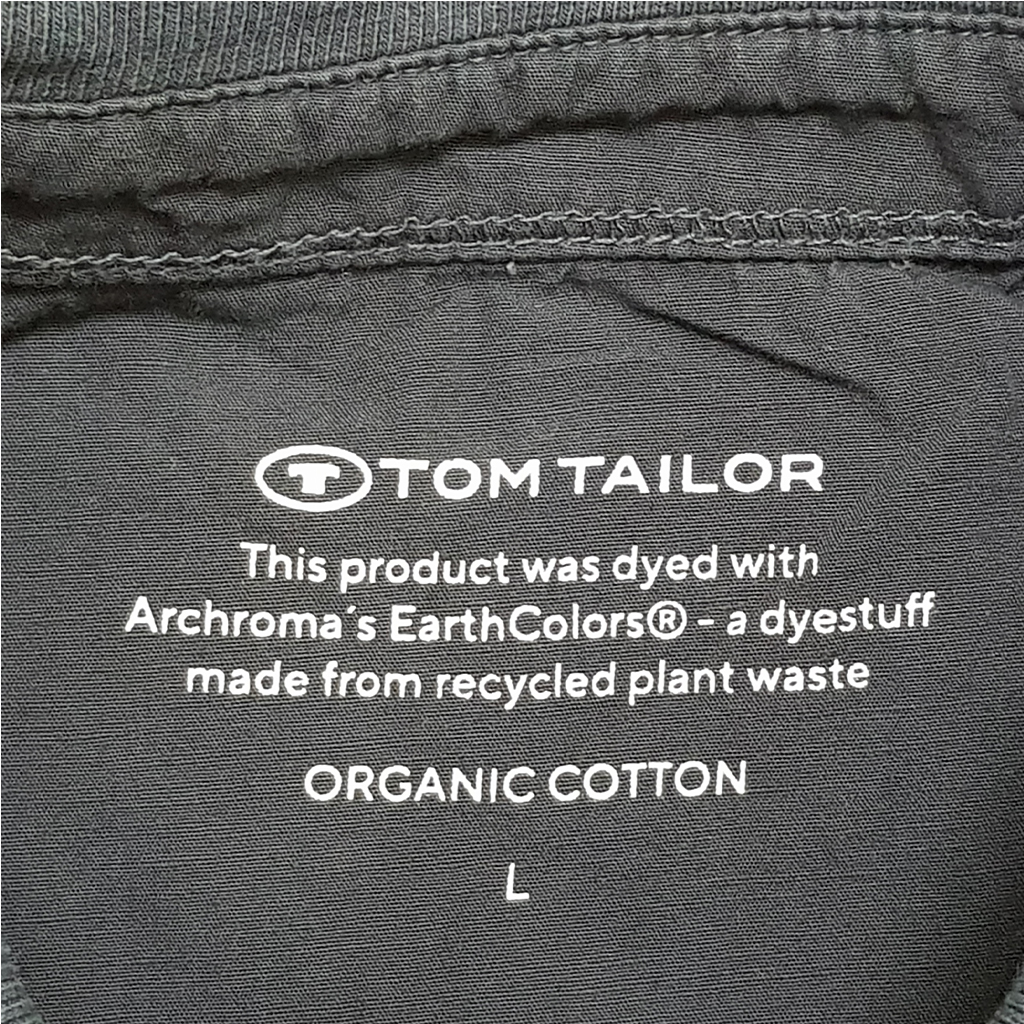 TOM TAILOR
This product was dyed with
Archroma´s EarthColors® - a dyestuff
made from recycled plant waste
ORGANIC COTTON
L